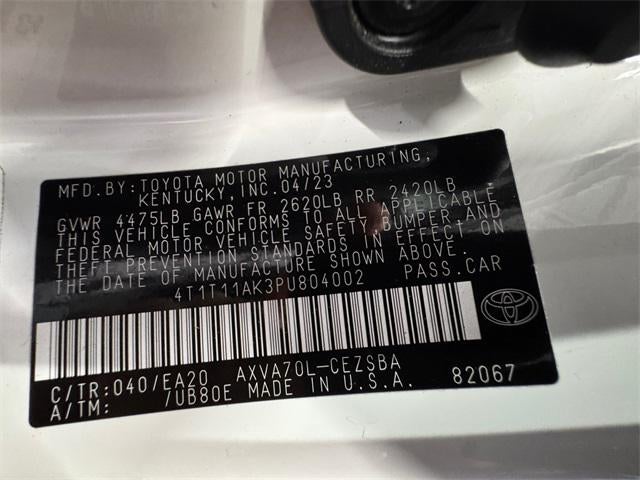 MFD.BY:TOYOTA MOTOR MANUFACTURING,
KENTUCKY,INC.04/23
GVWR 4475LB GAWR FR 2620LB RR 2420LB
THIS VEHICLE CONFORMS TO ALL APPLICABLE
FEDERAL MOTOR VEHICLE SAFETY,BUMPER,AND
THEFT PREVENTION STANDARDS IN EFFECT ON
THE DATE OF MANUFACTURE SHOWN ABOVE.
4T1T11AK3PU804002 PASS.CAR
C/TR:040/EA20 AXVA70L-CEZSBA
A/TM: /UB80E MADE IN U.S.A. 82067